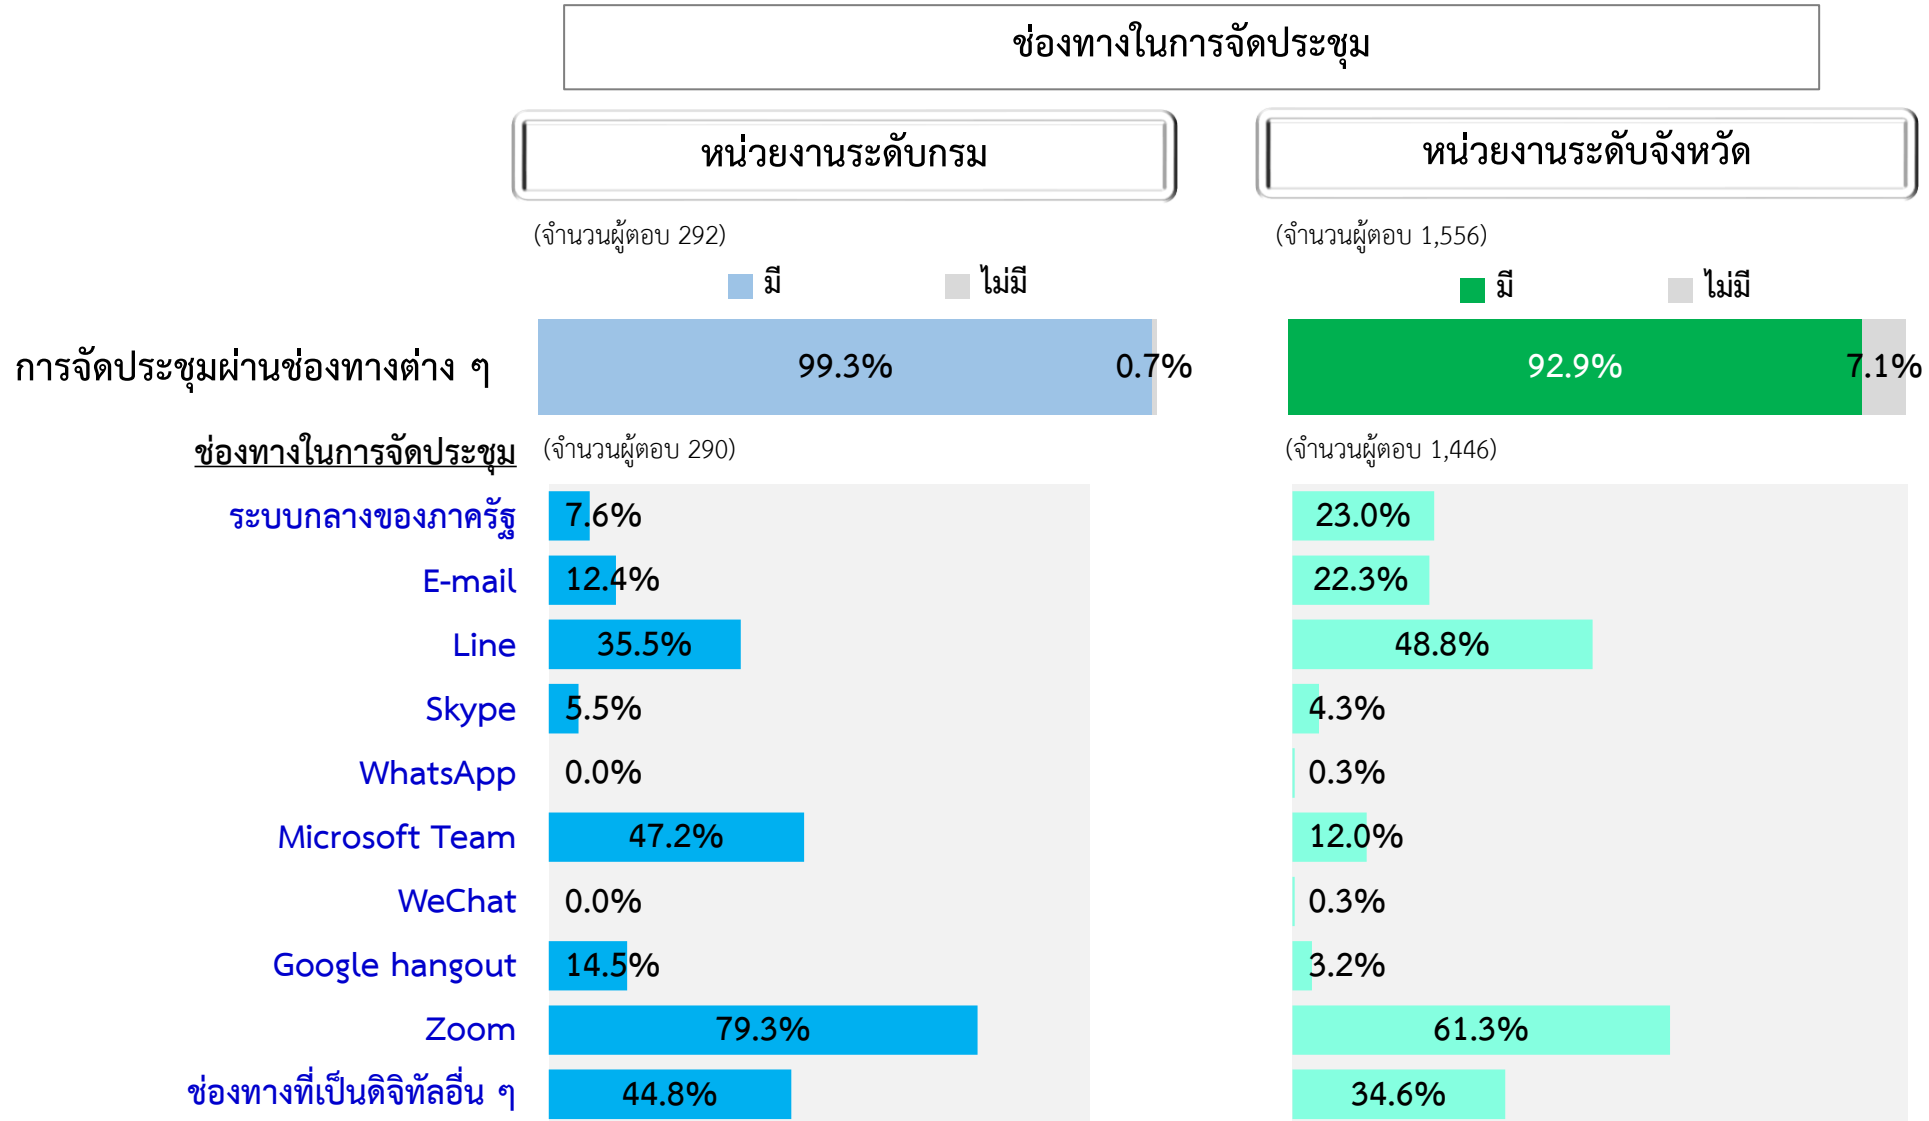 ช่องทางในการจัดประชุม
หน่วยงานระดับกรม
หน่วยงานระดับจังหวัด
(จำนวนผู้ตอบ 292)
(จำนวนผู้ตอบ 1,556)
มี ไม่มี
มี ไม่มี
การจัดประชุมผ่านช่องทางต่าง ๆ 99.3% 0.7% 92.9% 7.1%
ช่องทางในการจัดประชุม (จำนวนผู้ตอบ 290) (จำนวนผู้ตอบ 1,446)
ระบบกลางของภาครัฐ 7.6% 23.0%
E-mail 12.4% 22.3%
Line 35.5% 48.8%
Skype 5.5% 4.3%
WhatsApp 0.0% 0.3%
Microsoft Team 47.2% 12.0%
WeChat 0.0% 0.3%
Google hangout 14.5% 3.2%
Zoom 79.3% 61.3%
ช่องทางที่เป็นดิจิทัลอื่น ๆ 44.8% 34.6%